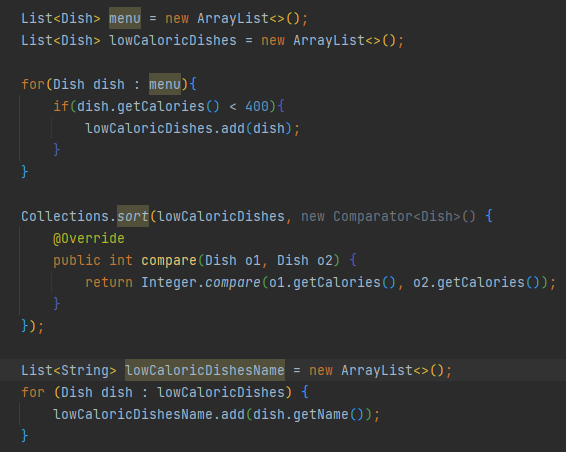 List<Dish> menu = new ArrayList<>();
List<Dish> lowCaloricDishes = new ArrayList<>();
for(Dish dish : menu){
if(dish.getCalories() < 400){
lowCaloricDishes.add(dish);
}
}
Collections.sort(lowCaloricDishes, new Comparator<Dish>() {
@Override
public int compare(Dish o1, Dish o2) {
return Integer.compare(o1.getCalories(), o2.getCalories());
}
});
List<String> lowCaloricDishesName = new ArrayList<>();
for (Dish dish : lowCaloricDishes) {
lowCaloricDishesName.add(dish.getName());
}